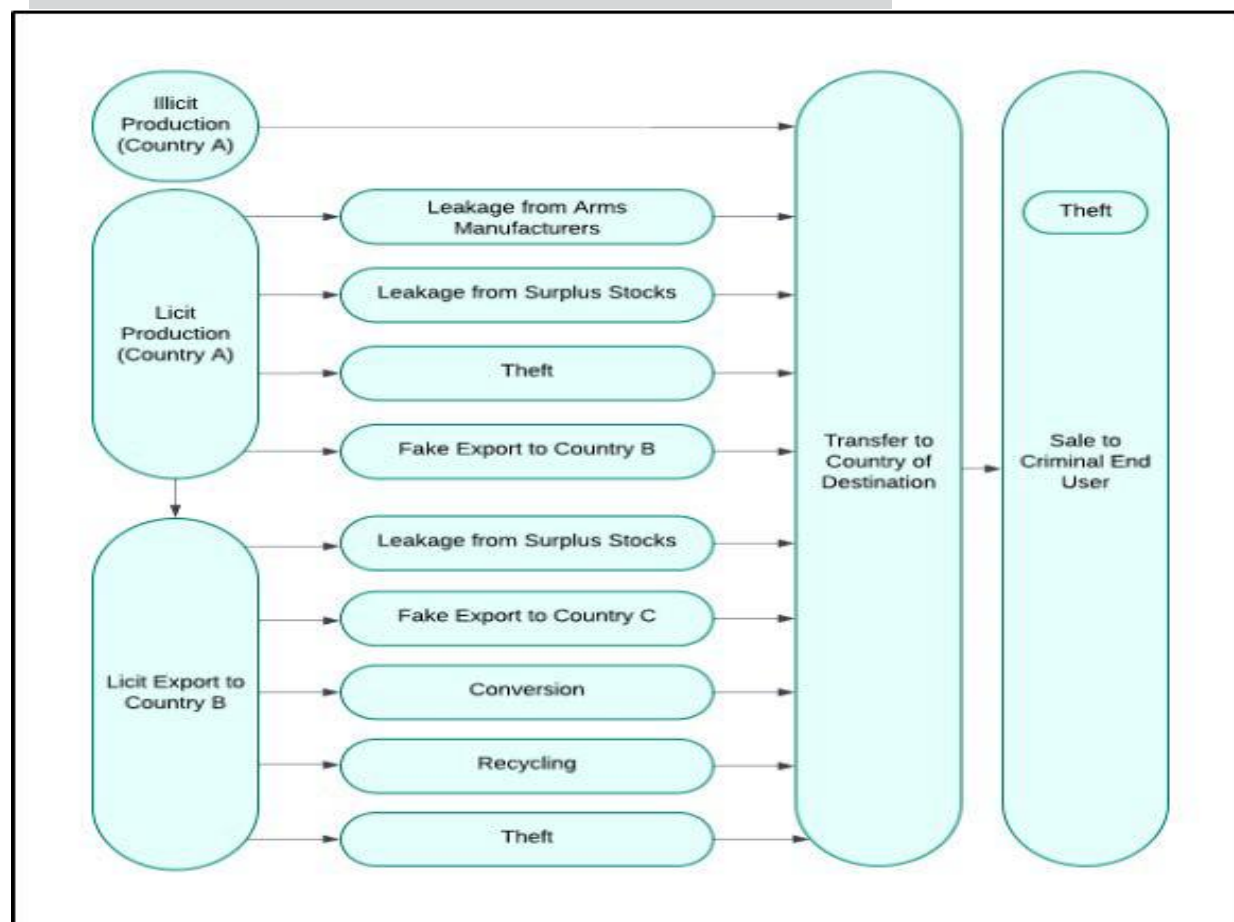 Illicit
Production
(Country A)
Leakage from Arms
Manufacturers
Theft
Leakage from Surplus Stocks
Licit
Production
(Country A)
Theft
Fake Export to Country B
Transfer to
Country of
Destination
Sale to
Criminal End
User
Leakage from Surplus Stocks
Fake Export to Country C
Licit Export to
Country B
Conversion
Recycling
Theft